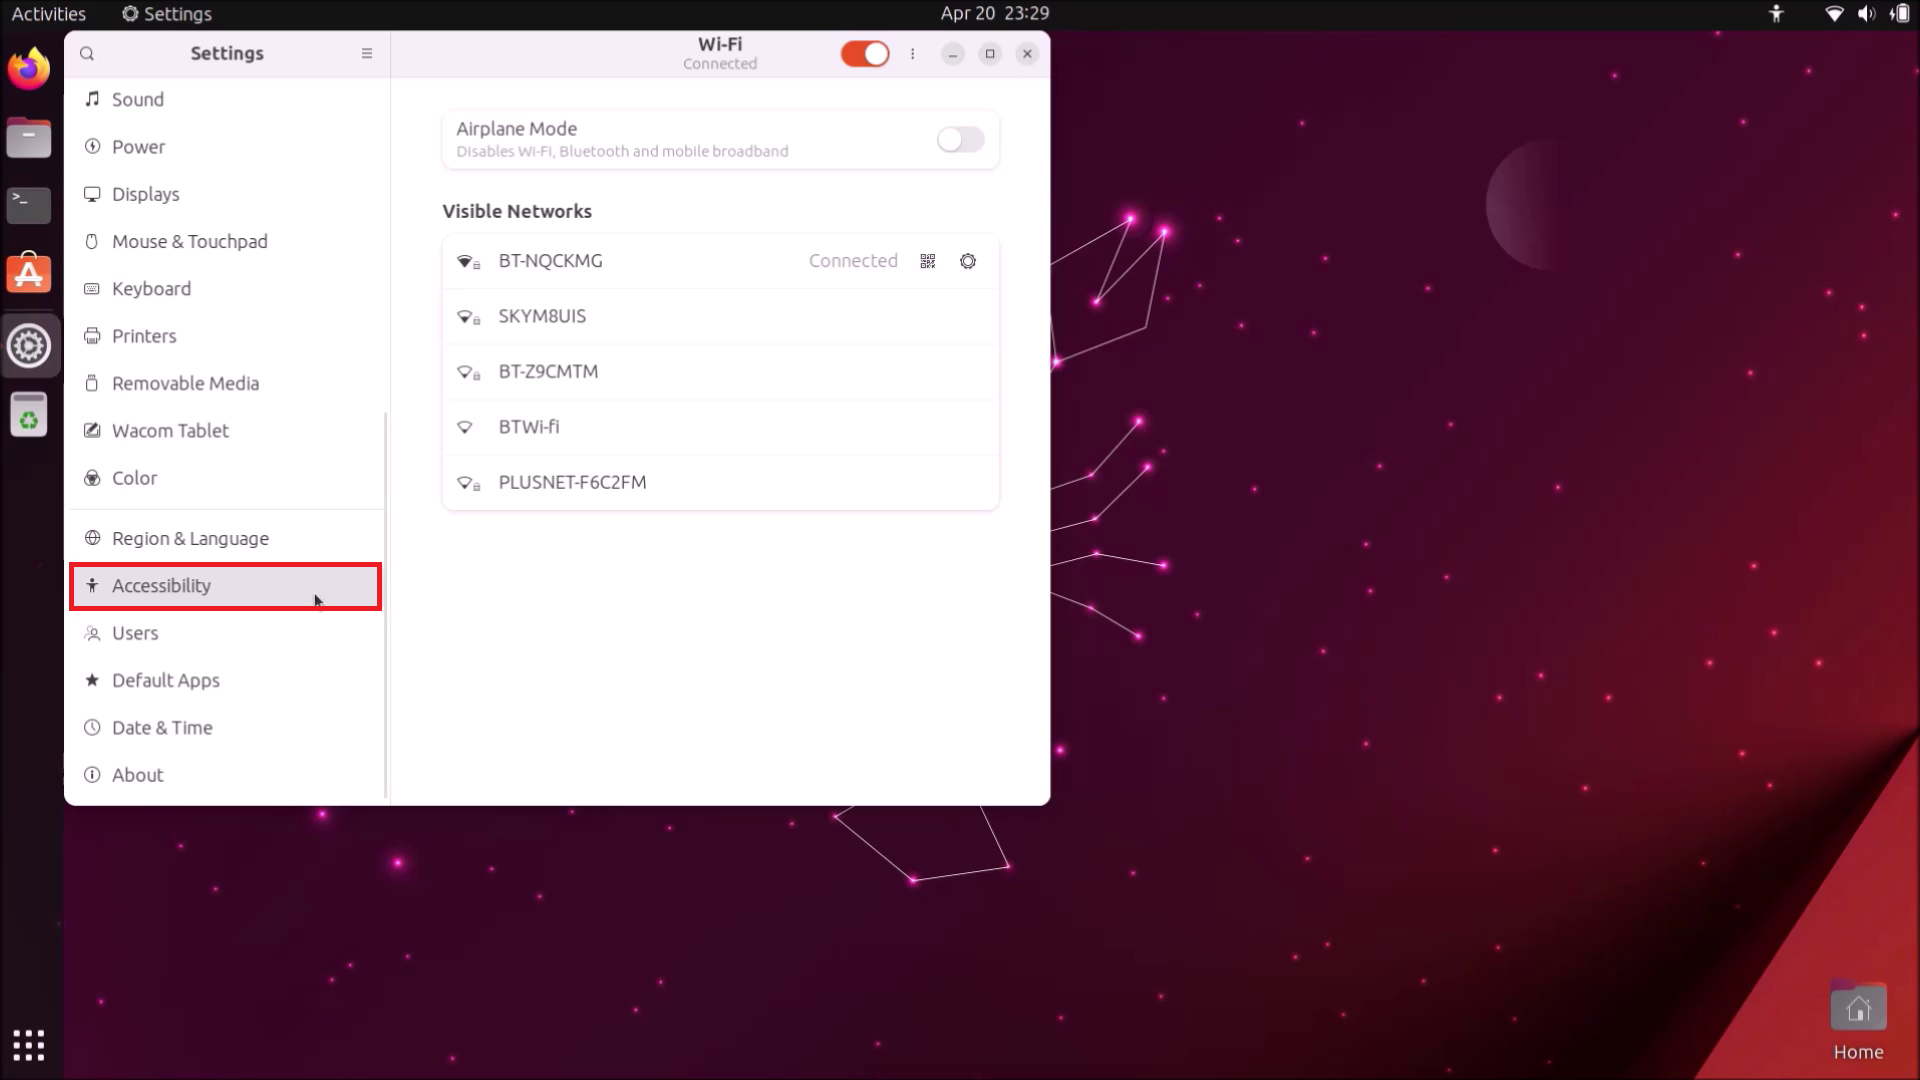 Activities
Settings
Apr 20 23:29
Settings
Wi-Fi
Connected
Sound
Power
Displays
Mouse & Touchpad
Keyboard
Printers
Removable Media
Wacom Tablet
Color
Region & Language
Accessibility
Users
Default Apps
Date & Time
About
Airplane Mode
Disables Wi-Fi, Bluetooth and mobile broadband
Visible Networks
BT-NQCKMG Connected
SKYM8UIS
BT-Z9CMTM
BTWi-fi
PLUSNET-F6C2FM
Home